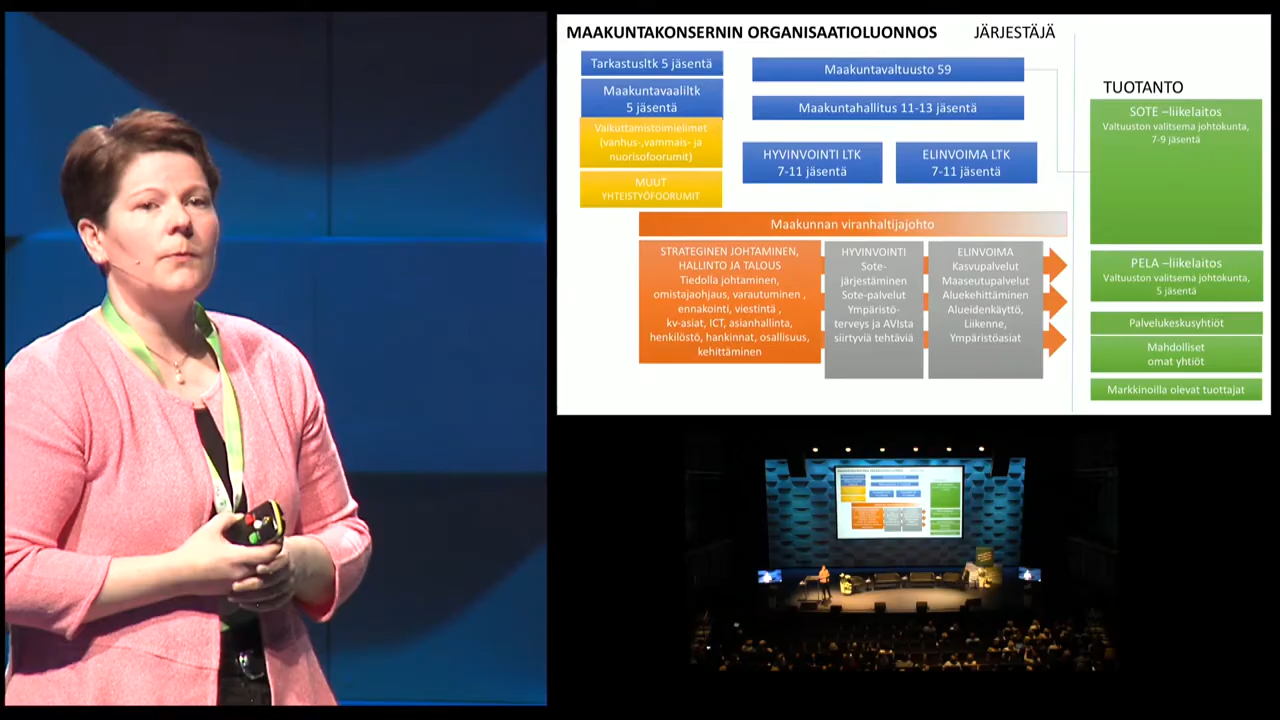 MAAKUNTAKONSERNIN ORGANISAATIOLUONNOS
JÄRJESTÄJÄ
Tarkastusltk 5 jäsentä
Maakuntavaaliltk
5 jäsentä
Vaikuttamistoimielimet
(vanhus-,vammais- ja
nuorisofoorumit)
MUUT
YHTEISTYÖFOORUMIT
Maakuntavaltuusto 59
Maakuntahallitus 11-13 jäsentä
HYVINVOINTI LTK
7-11 jäsentä
ELINVOIMA LTK
7-11 jäsentä
Maakunnan viranhaltijajohto
STRATEGINEN JOHTAMINEN,
HALLINTO JA TALOUS
Tiedolla johtaminen,
omistajaohjaus, varautuminen ,
ennakointi, viestintä ,
kv-asiat, ICT, asianhallinta,
henkilöstö, hankinnat, osallisuus,
kehittäminen
HYVINVOINTI
Sote-
järjestäminen
Sote-palvelut
Ympäristö-
terveys ja AVIsta
siirtyviä tehtäviä
ELINVOIMA
Kasvupalvelut
Maaseutupalvelut
Aluekehittäminen
Alueidenkäyttö,
Liikenne,
Ympäristöasiat
TUOTANTO
SOTE –liikelaitos
Valtuuston valitsema johtokunta,
7-9 jäsentä
PELA –liikelaitos
Valtuuston valitsema johtokunta,
5 jäsentä
Palvelukeskusyhtiöt
Mahdolliset
omat yhtiöt
Markkinoilla olevat tuottajat